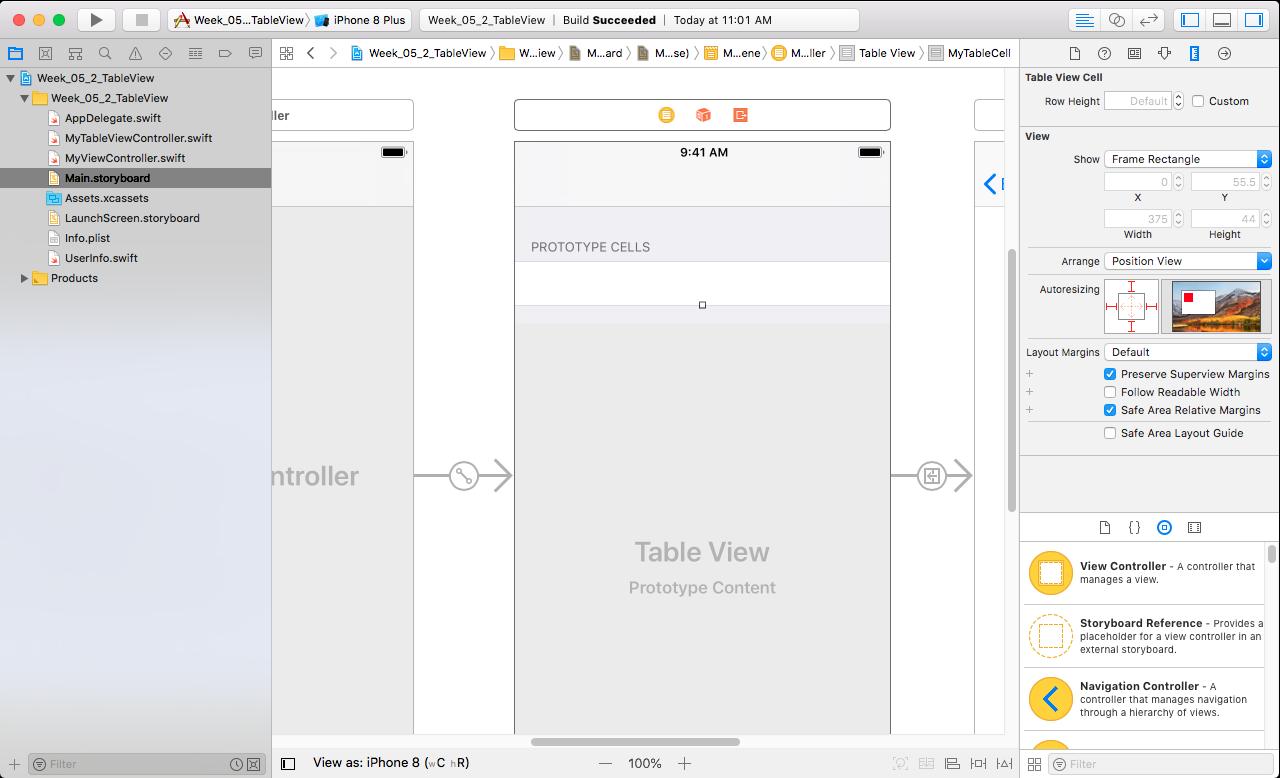 Week_05...TableView
iPhone 8 Plus
Week_05_2_TableView
Build Succeeded
Today at 11:01 AM
Week_05_2_TableView
W...iew
M...ard
M...se)
M...ene
M...ller
Table View
MyTableCell
Week_05_2_TableView
Week_05_2_TableView
AppDelegate.swift
MyTableViewController.swift
MyViewController.swift
Main.storyboard
Assets.xcassets
LaunchScreen.storyboard
Info.plist
UserInfo.swift
Products
Filter
ller
ntroller
9:41 AM
PROTOTYPE CELLS
Table View
Prototype Content
View as: iPhone 8 (wC hR)
100%
Table View Cell
Row Height
Default
Custom
View
Show
Frame Rectangle
0
55.5
X
Y
375
44
Width
Height
Arrange
Position View
Autoresizing
Layout Margins
Default
Preserve Superview Margins
Follow Readable Width
Safe Area Relative Margins
Safe Area Layout Guide
{ }
View Controller - A controller that
manages a view.
Storyboard Reference - Provides a
placeholder for a view controller in an
external storyboard.
Navigation Controller - A
controller that manages navigation
through a hierarchy of views.
Filter